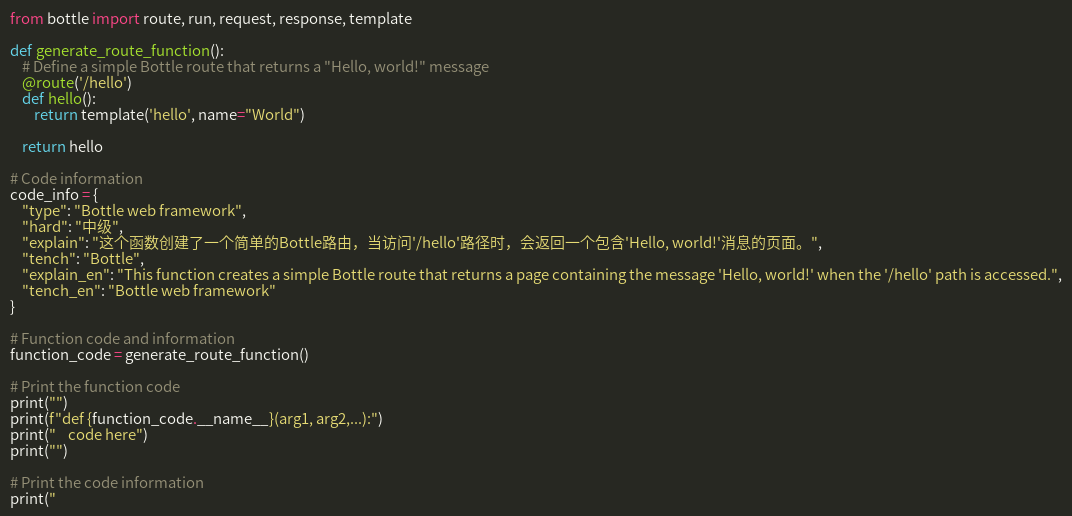 from bottle import route, run, request, response, template

def generate_route_function():
    # Define a simple Bottle route that returns a "Hello, world!" message
    @route('/hello')
    def hello():
        return template('hello', name="World")

    return hello

# Code information
code_info = {
    "type": "Bottle web framework",
    "hard": "中级",
    "explain": "这个函数创建了一个简单的Bottle路由，当访问'/hello'路径时，会返回一个包含'Hello, world!'消息的页面。",
    "tench": "Bottle",
    "explain_en": "This function creates a simple Bottle route that returns a page containing the message 'Hello, world!' when the '/hello' path is accessed.",
    "tench_en": "Bottle web framework"
}

# Function code and information
function_code = generate_route_function()

# Print the function code
print("")
print(f"def {function_code.__name__}(arg1, arg2,...):")
print("    code here")
print("")

# Print the code information
print("